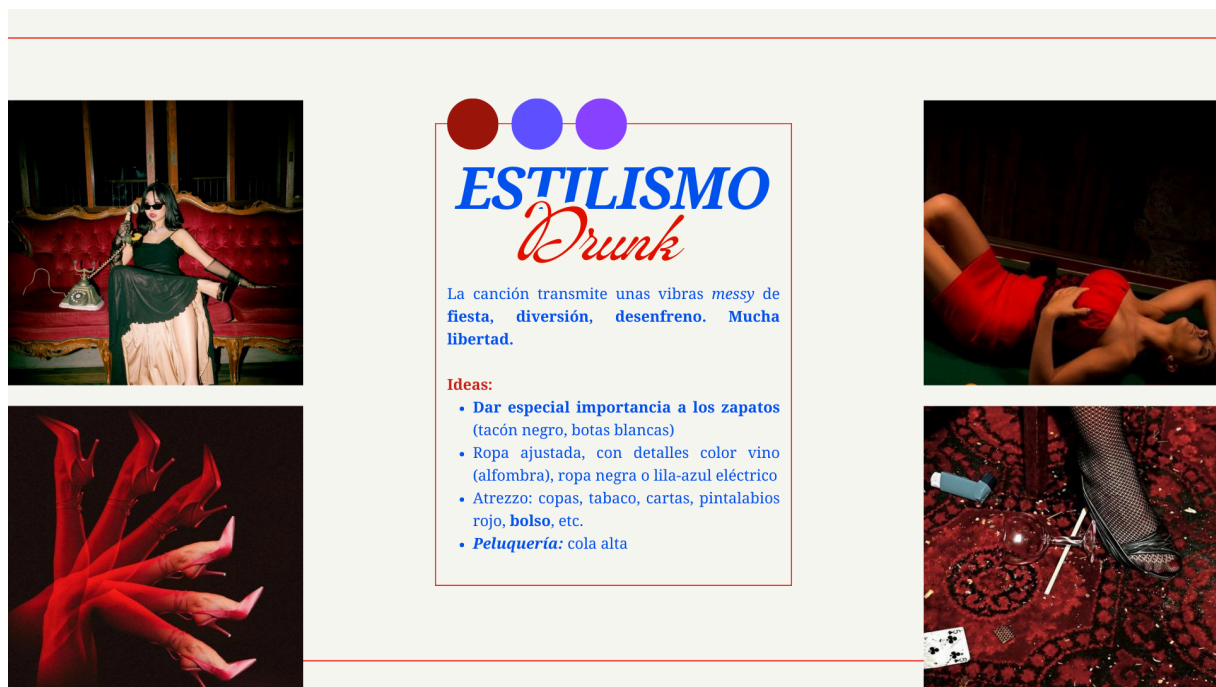 ESTILISMO
Drunk
La canción transmite unas vibras messy de
fiesta, diversión, desenfreno. Mucha
libertad.
Ideas:
• Dar especial importancia a los zapatos
(tacón negro, botas blancas)
• Ropa ajustada, con detalles color vino
(alfombra), ropa negra o lila-azul eléctrico
• Atrezzo: copas, tabaco, cartas, pintalabios
rojo, bolso, etc.
• Peluquería: cola alta